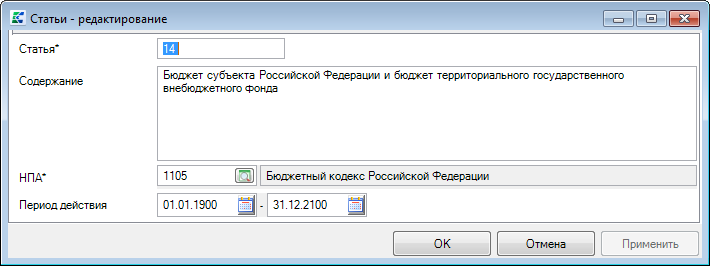 Статьи - редактирование
Статья* 14
Содержание Бюджет субъекта Российской Федерации и бюджет территориального государственного
внебюджетного фонда
НПА* 1105 Бюджетный кодекс Российской Федерации
Период действия 01.01.1900 - 31.12.2100
OK Отмена Применить